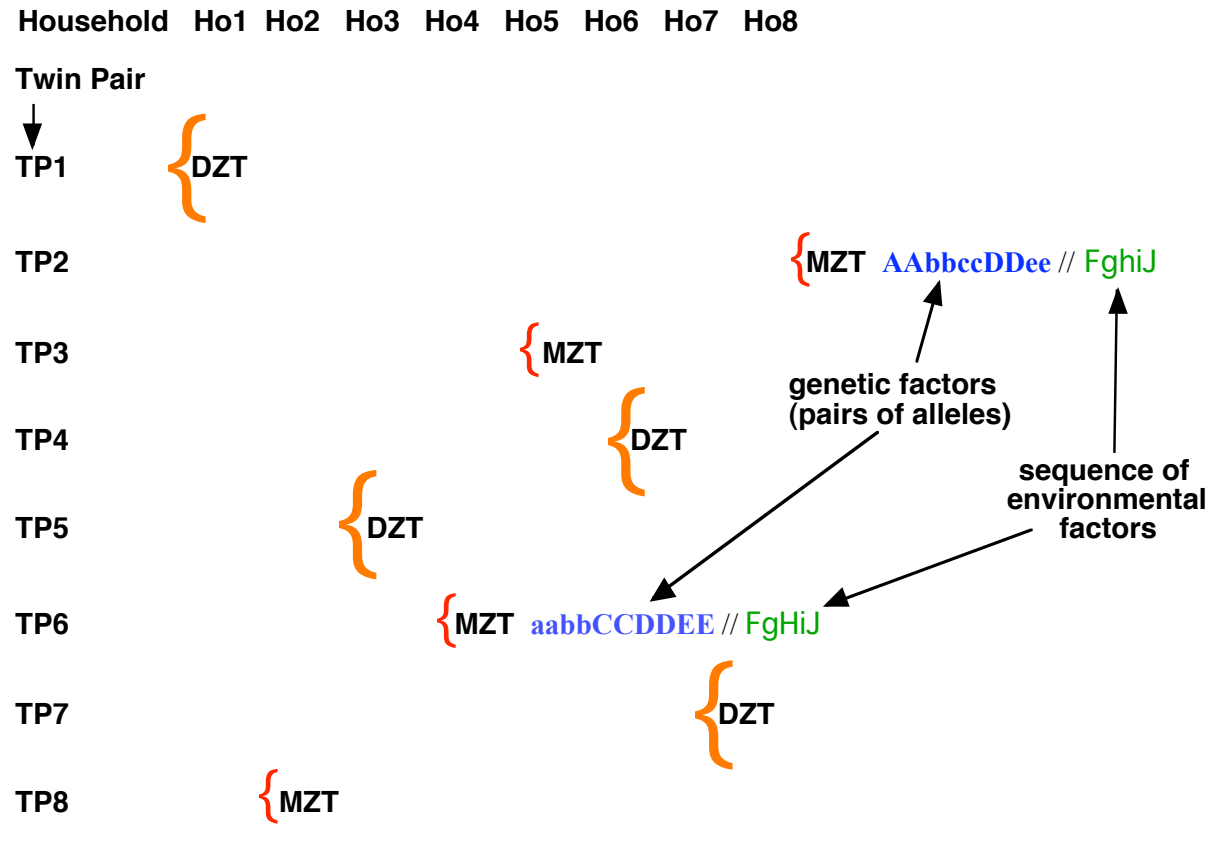 Household Ho1 Ho2 Ho3 Ho4 Ho5 Ho6 Ho7 Ho8
Twin Pair
TP1 {DZT
TP2 {MZT AAbbccDDee // FghiJ
TP3 {MZT
genetic factors
(pairs of alleles)
TP4 {DZT
sequence of
environmental
factors
TP5 {DZT
TP6 {MZT aabbCCDDEE // FgHiJ
TP7 {DZT
TP8 {MZT